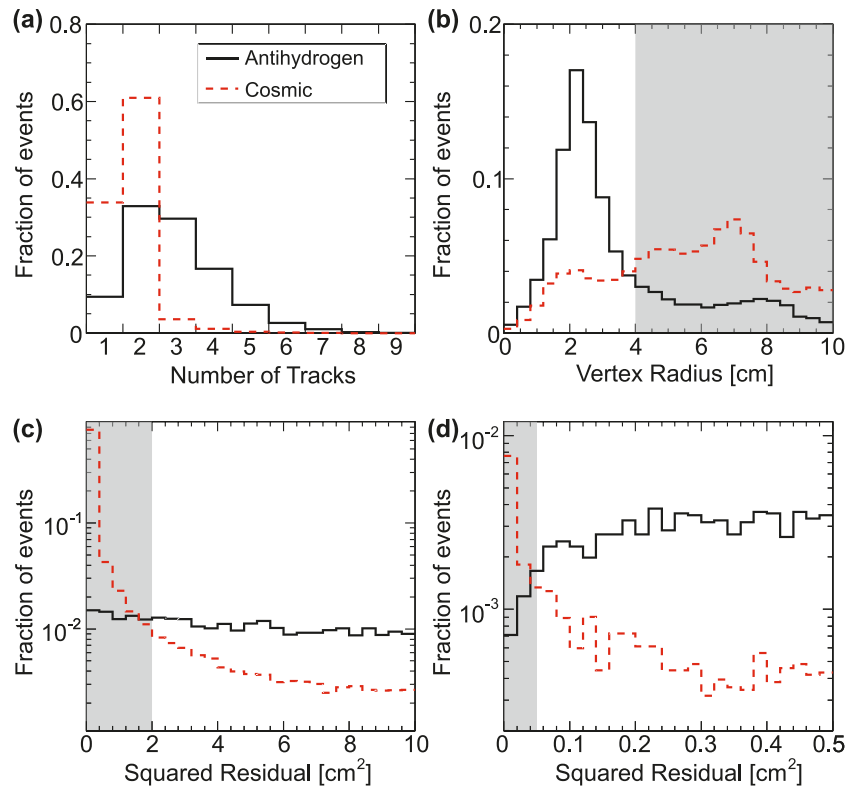 (a)
0.8
0.6
0.4
0.2
0
Fraction of events
Antihydrogen
Cosmic
1 2 3 4 5 6 7 8 9
Number of Tracks
(b)
0.2
0.1
0
Fraction of events
0 2 4 6 8 10
Vertex Radius [cm]
(c)
10-1
10-2
Fraction of events
0 2 4 6 8 10
Squared Residual [cm2]
(d)
10-2
10-3
Fraction of events
0 0.1 0.2 0.3 0.4 0.5
Squared Residual [cm2]